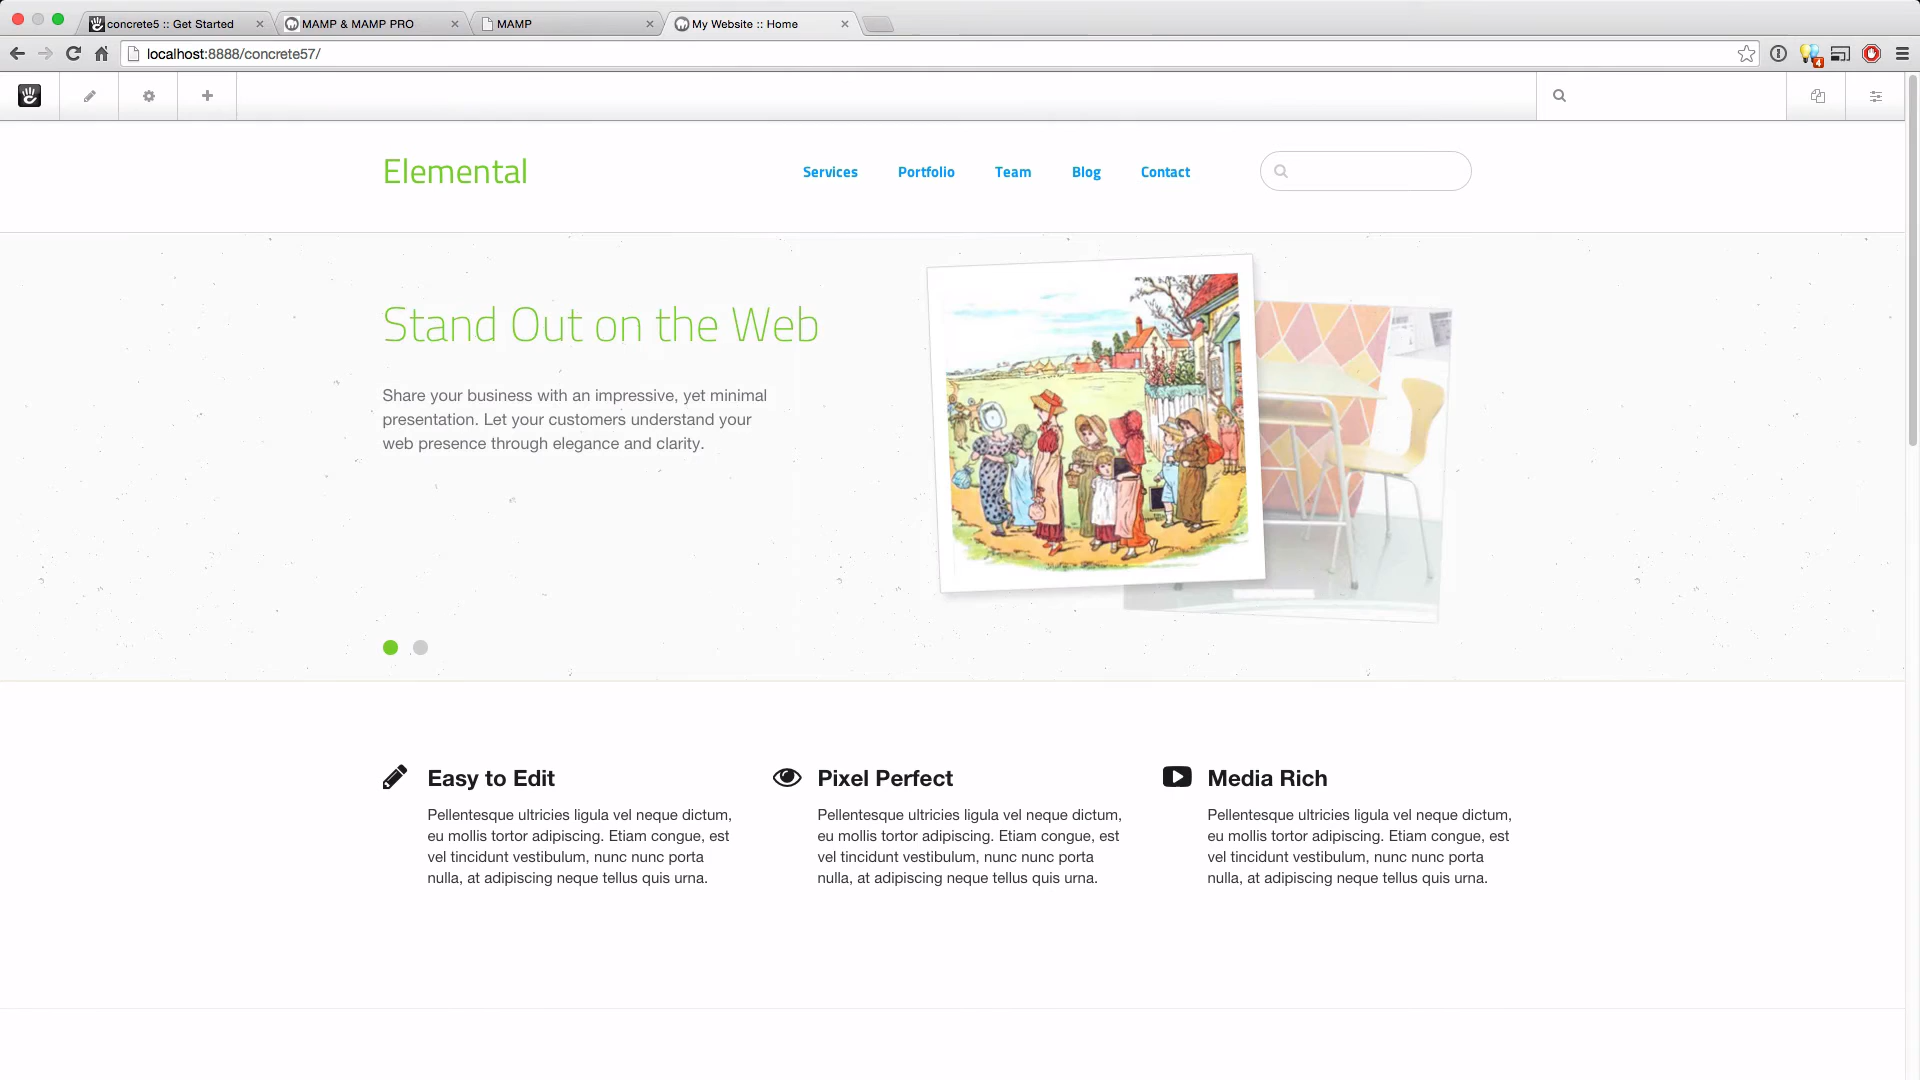 concrete5 :: Get Started
MAMP & MAMP PRO
MAMP
My Website :: Home
localhost:8888/concrete57/
4
Elemental
Services
Portfolio
Team
Blog
Contact
Stand Out on the Web
Share your business with an impressive, yet minimal
presentation. Let your customers understand your
web presence through elegance and clarity.
Easy to Edit
Pellentesque ultricies ligula vel neque dictum,
eu mollis tortor adipiscing. Etiam congue, est
vel tincidunt vestibulum, nunc nunc porta
nulla, at adipiscing neque tellus quis urna.
Pixel Perfect
Pellentesque ultricies ligula vel neque dictum,
eu mollis tortor adipiscing. Etiam congue, est
vel tincidunt vestibulum, nunc nunc porta
nulla, at adipiscing neque tellus quis urna.
Media Rich
Pellentesque ultricies ligula vel neque dictum,
eu mollis tortor adipiscing. Etiam congue, est
vel tincidunt vestibulum, nunc nunc porta
nulla, at adipiscing neque tellus quis urna.